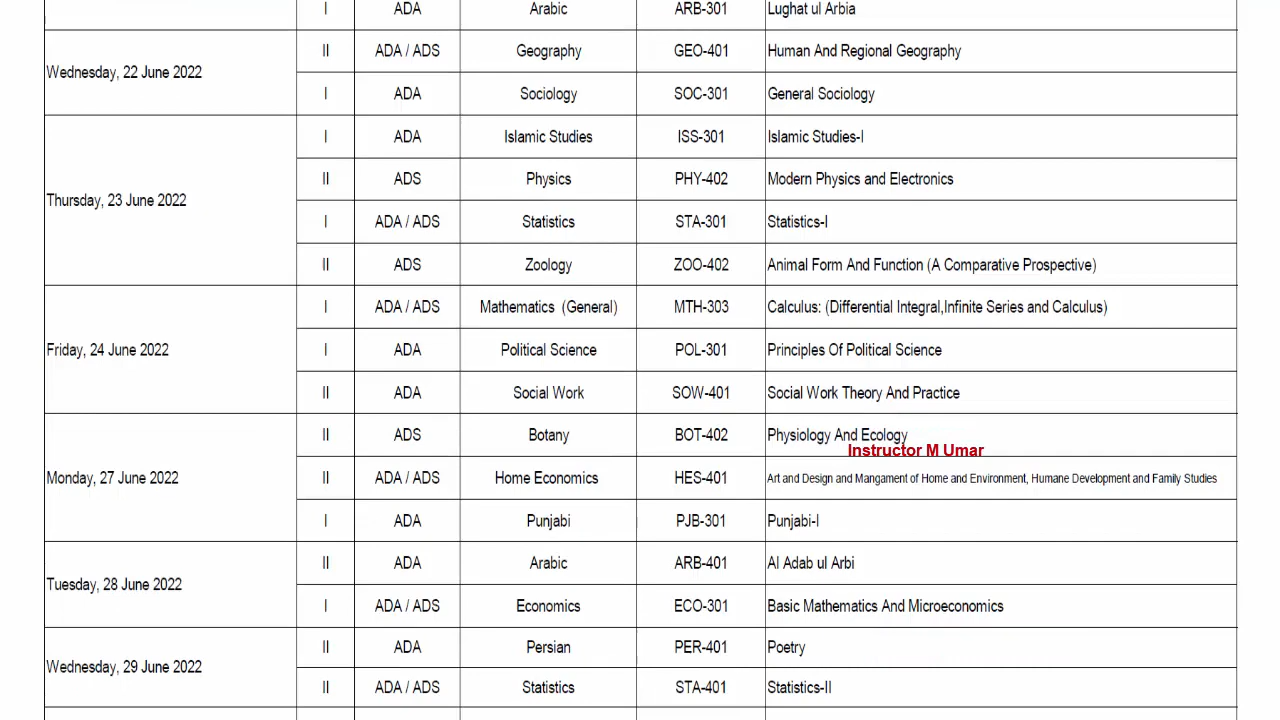 I ADA Arabic ARB-301 Lughat ul Arbia
Wednesday, 22 June 2022
II ADA / ADS Geography GEO-401 Human And Regional Geography
I ADA Sociology SOC-301 General Sociology
Thursday, 23 June 2022
I ADA Islamic Studies ISS-301 Islamic Studies-I
II ADS Physics PHY-402 Modern Physics and Electronics
I ADA / ADS Statistics STA-301 Statistics-I
II ADS Zoology ZOO-402 Animal Form And Function (A Comparative Prospective)
Friday, 24 June 2022
I ADA / ADS Mathematics (General) MTH-303 Calculus: (Differential Integral,Infinite Series and Calculus)
I ADA Political Science POL-301 Principles Of Political Science
II ADA Social Work SOW-401 Social Work Theory And Practice
Monday, 27 June 2022
II ADS Botany BOT-402 Physiology And Ecology
Instructor M Umar
II ADA / ADS Home Economics HES-401 Art and Design and Mangament of Home and Environment, Humane Development and Family Studies
I ADA Punjabi PJB-301 Punjabi-I
Tuesday, 28 June 2022
II ADA Arabic ARB-401 Al Adab ul Arbi
I ADA / ADS Economics ECO-301 Basic Mathematics And Microeconomics
Wednesday, 29 June 2022
II ADA Persian PER-401 Poetry
II ADA / ADS Statistics STA-401 Statistics-II